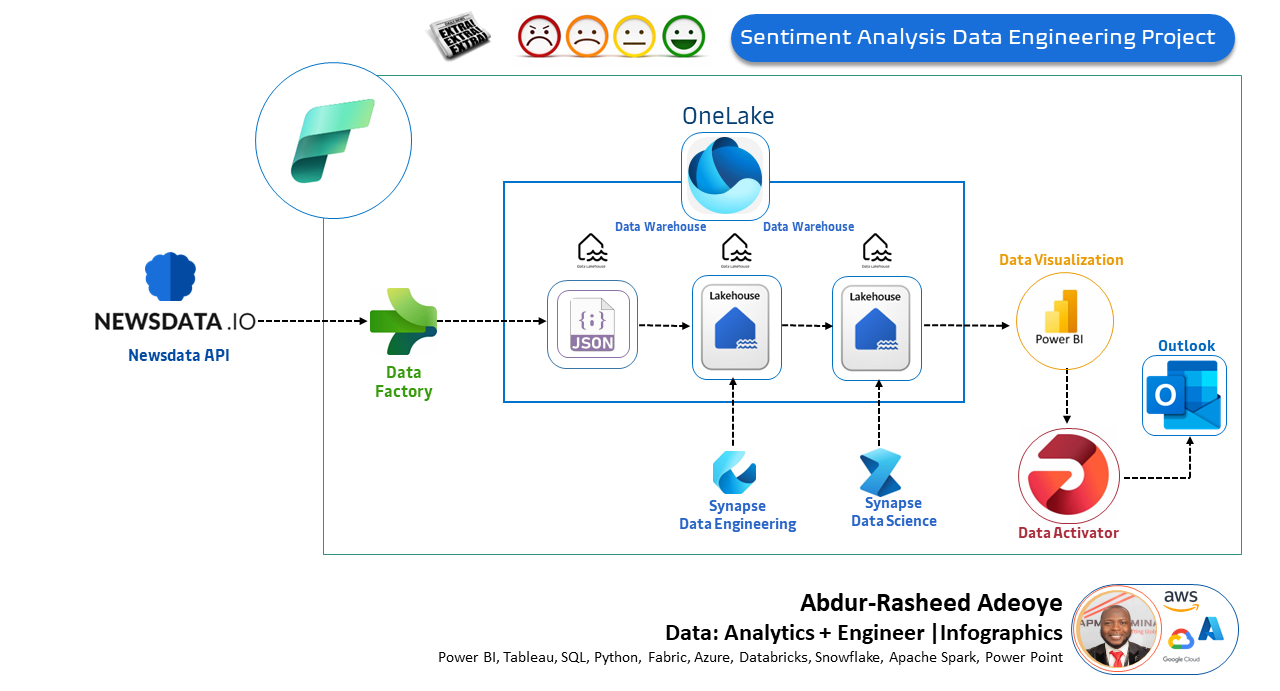 EXTRA!
EXTRA!
EXTRA!
Sentiment Analysis Data Engineering Project
OneLake
Data Warehouse
Data Warehouse
Data Lakehouse
Data Lakehouse
Data Lakehouse
NEWSDATA.IO
Newsdata API
Data
Factory
{;}
JSON
Lakehouse
Lakehouse
Data Visualization
Power BI
Outlook
O
Synapse
Data Engineering
Synapse
Data Science
Data Activator
Abdur-Rasheed Adeoye
Data: Analytics + Engineer |Infographics
Power BI, Tableau, SQL, Python, Fabric, Azure, Databricks, Snowflake, Apache Spark, Power Point
aws
Google Cloud